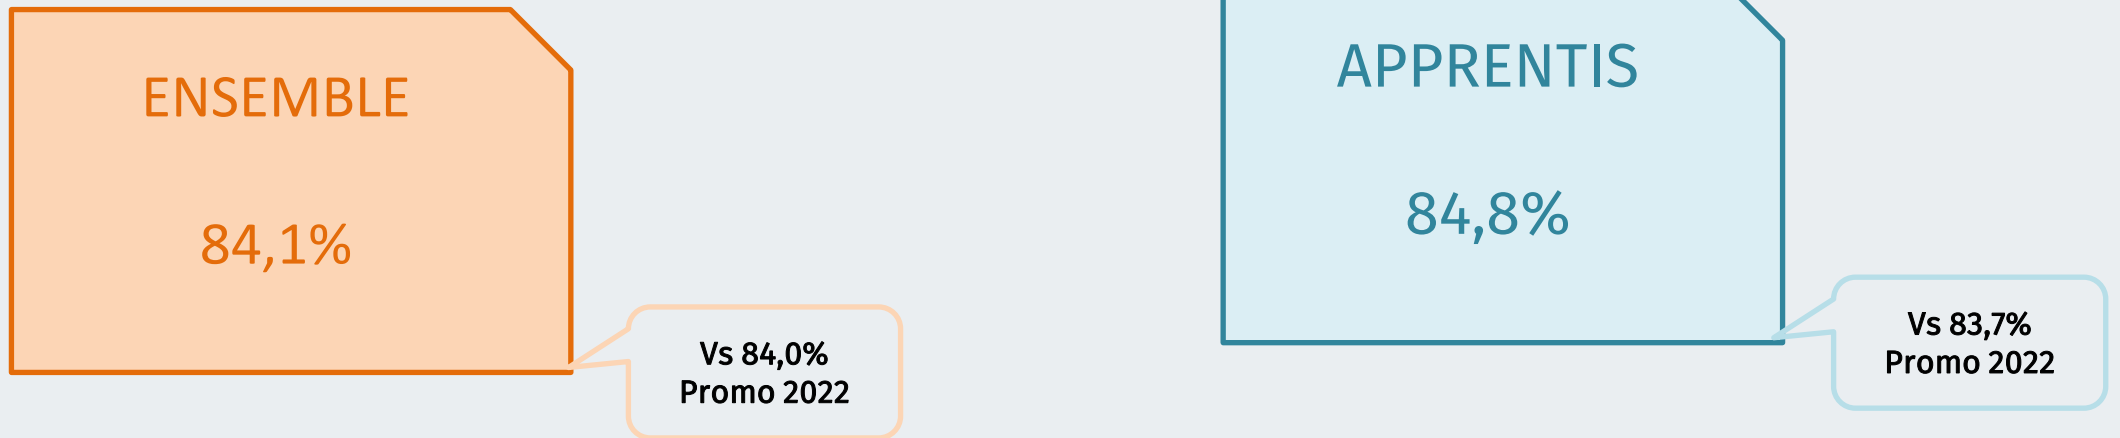 ENSEMBLE
84,1%
Vs 84,0%
Promo 2022
APPRENTIS
84,8%
Vs 83,7%
Promo 2022